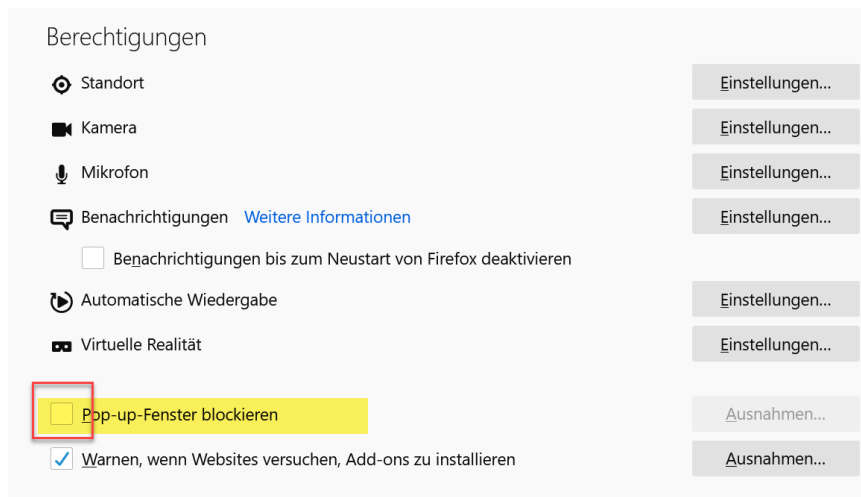 Berechtigungen
Standort Einstellungen...
Kamera Einstellungen...
Mikrofon Einstellungen...
Benachrichtigungen Weitere Informationen Einstellungen...
Benachrichtigungen bis zum Neustart von Firefox deaktivieren
Automatische Wiedergabe Einstellungen...
Virtuelle Realität Einstellungen...
Pop-up-Fenster blockieren Ausnahmen...
Warnen, wenn Websites versuchen, Add-ons zu installieren Ausnahmen...